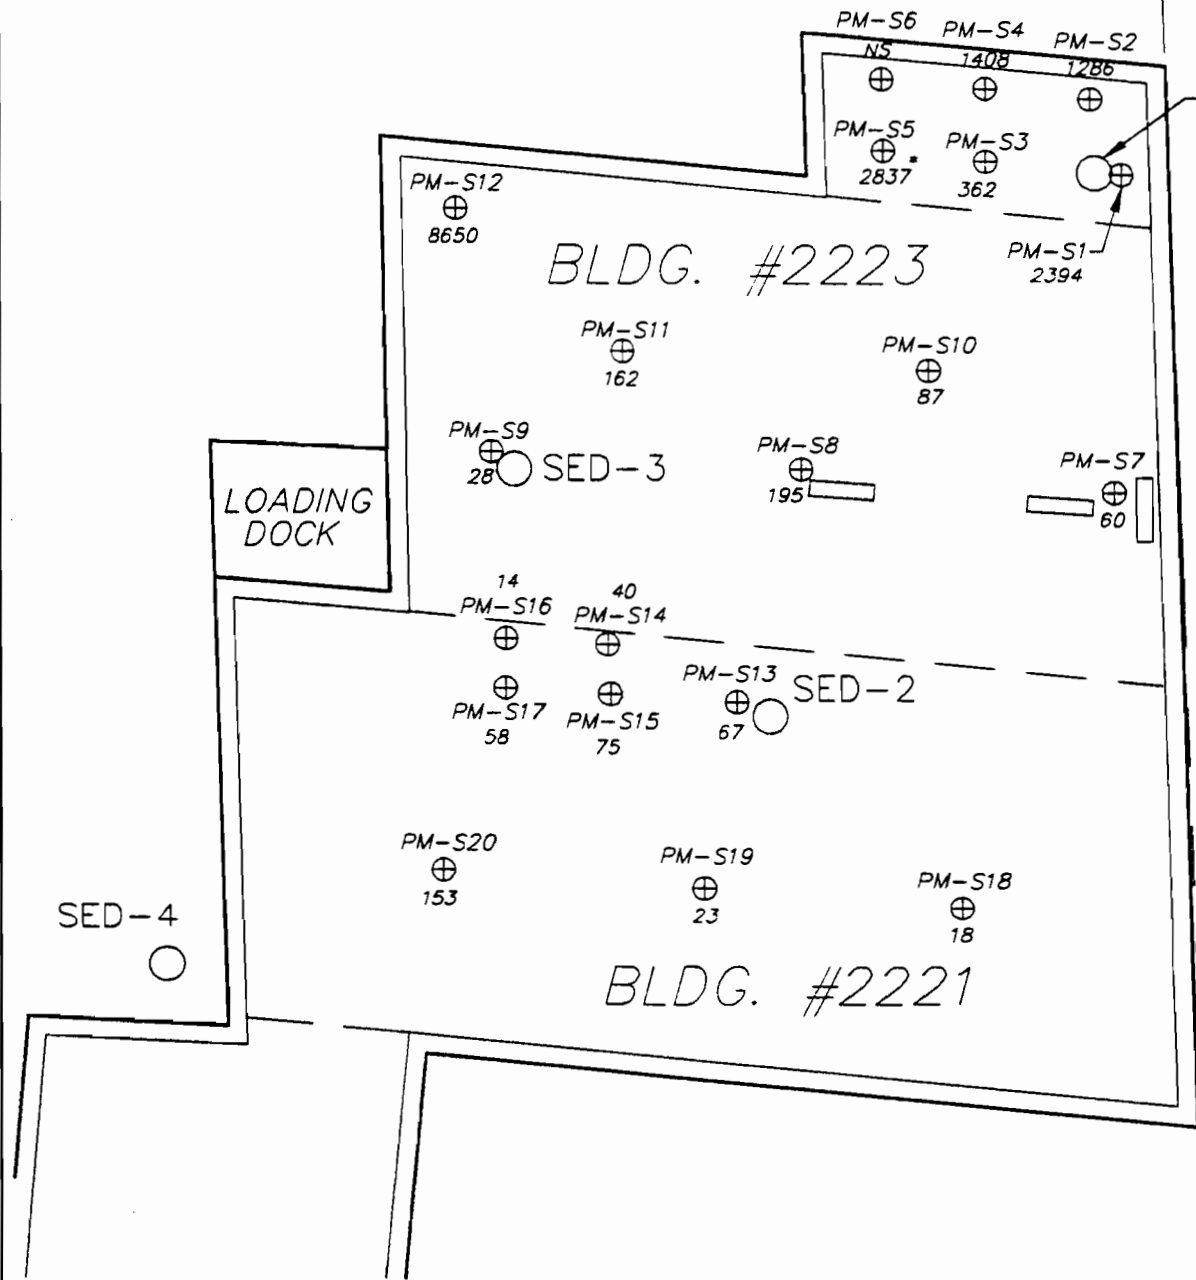 PM-S6
PM-S4
PM-S2
NS
1408
1286
PM-S5
PM-S3
2837 *
362
PM-S1
2394
PM-S12
8650
BLDG. #2223
PM-S11
162
PM-S10
87
PM-S9
28
SED-3
PM-S8
195
PM-S7
60
LOADING
DOCK
14
PM-S16
40
PM-S14
PM-S13
67
SED-2
PM-S17
58
PM-S15
75
PM-S20
153
PM-S19
23
PM-S18
18
SED-4
BLDG. #2221